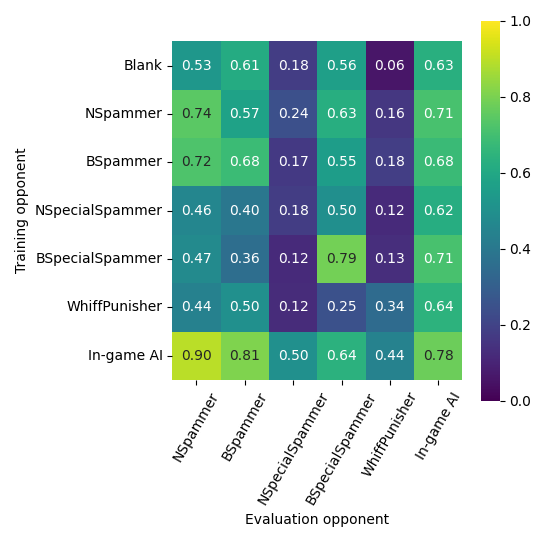 1.0
Blank 0.53 0.61 0.18 0.56 0.06 0.63
NSpammer 0.74 0.57 0.24 0.63 0.16 0.71
0.8
BSpammer 0.72 0.68 0.17 0.55 0.18 0.68
0.6
NSpecialSpammer 0.46 0.40 0.18 0.50 0.12 0.62
0.4
BSpecialSpammer 0.47 0.36 0.12 0.79 0.13 0.71
WhiffPunisher 0.44 0.50 0.12 0.25 0.34 0.64
0.2
In-game AI 0.90 0.81 0.50 0.64 0.44 0.78
0.0
Training opponent
NSpammer
BSpammer
NSpecialSpammer
BSpecialSpammer
WhiffPunisher
In-game AI
Evaluation opponent